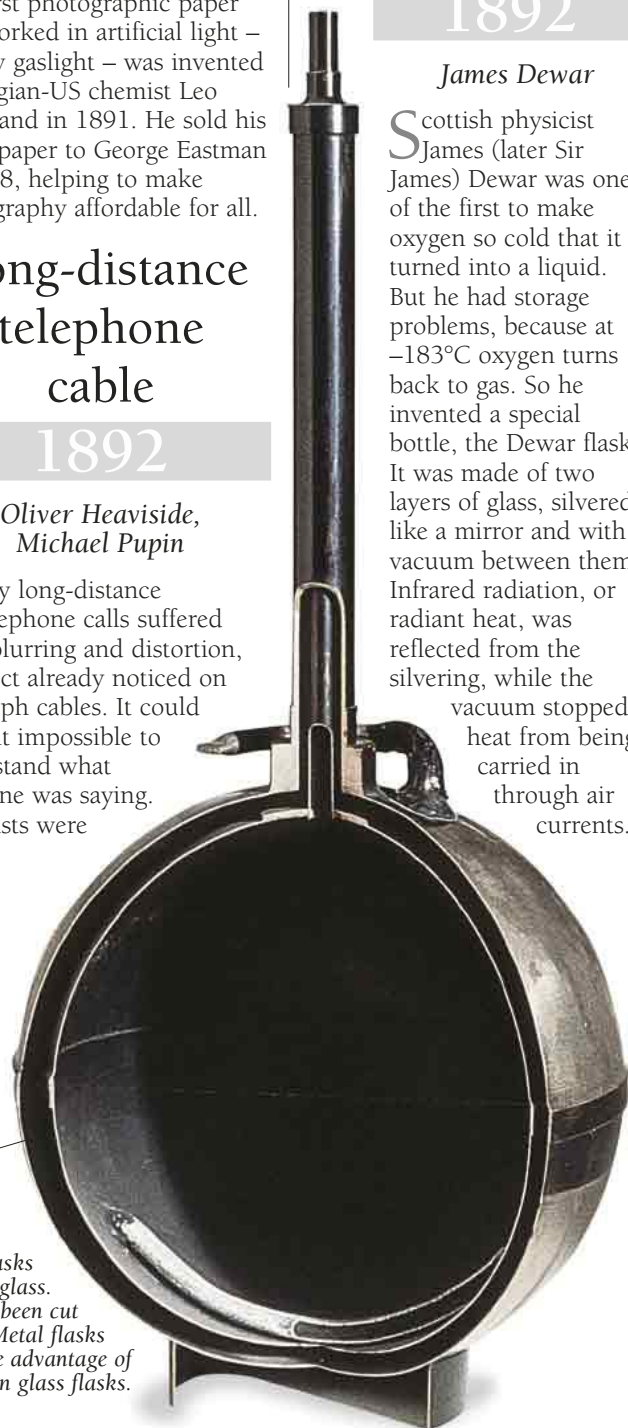 rst photographic paper
orked in artificial light –
y gaslight – was invented
gian-US chemist Leo
and in 1891. He sold his
paper to George Eastman
8, helping to make
graphy affordable for all.
ong-distance
telephone
cable
1892
Oliver Heaviside,
Michael Pupin
y long-distance
ephone calls suffered
blurring and distortion,
ct already noticed on
ph cables. It could
t impossible to
stand what
ne was saying.
sts were
1892
James Dewar
Scottish physicist
James (later Sir
James) Dewar was one
of the first to make
oxygen so cold that it
turned into a liquid.
But he had storage
problems, because at
–183°C oxygen turns
back to gas. So he
invented a special
bottle, the Dewar flask
It was made of two
layers of glass, silvered
like a mirror and with
vacuum between them
Infrared radiation, or
radiant heat, was
reflected from the
silvering, while the
vacuum stopped
heat from being
carried in
through air
currents.
sks
glass.
been cut
Metal flasks
e advantage of
n glass flasks.